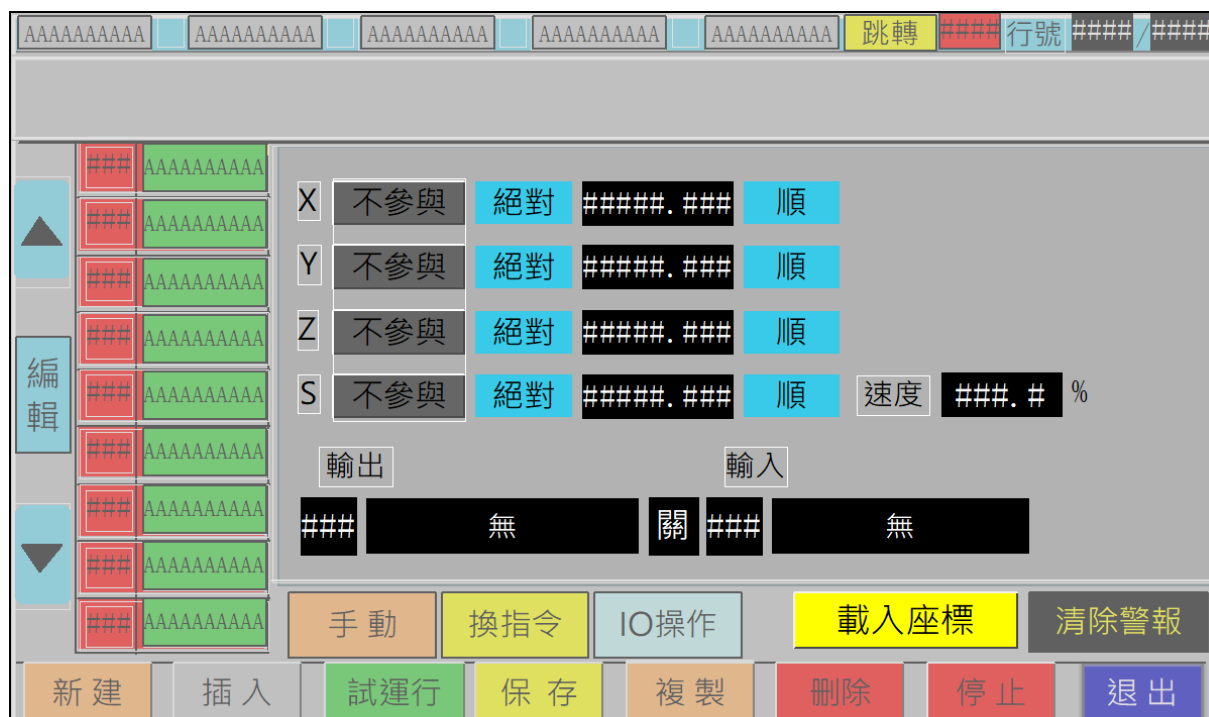 AAAAAAAAAA AAAAAAAAAA AAAAAAAAAA AAAAAAAAAA AAAAAAAAAA 跳轉 #### 行號 #### / ####
### AAAAAAAAAA
X 不參與 絕對 #####.### 順
### AAAAAAAAAA
Y 不參與 絕對 #####.### 順
### AAAAAAAAAA
Z 不參與 絕對 #####.### 順
### AAAAAAAAAA
編輯
S 不參與 絕對 #####.### 順 速度 ###.# %
### AAAAAAAAAA
輸出 輸入
### AAAAAAAAAA
### 無 關 ### 無
### AAAAAAAAAA
### AAAAAAAAAA
### AAAAAAAAAA
手動 換指令 IO操作 載入座標 清除警報
新建 插入 試運行 保存 複製 刪除 停止 退出